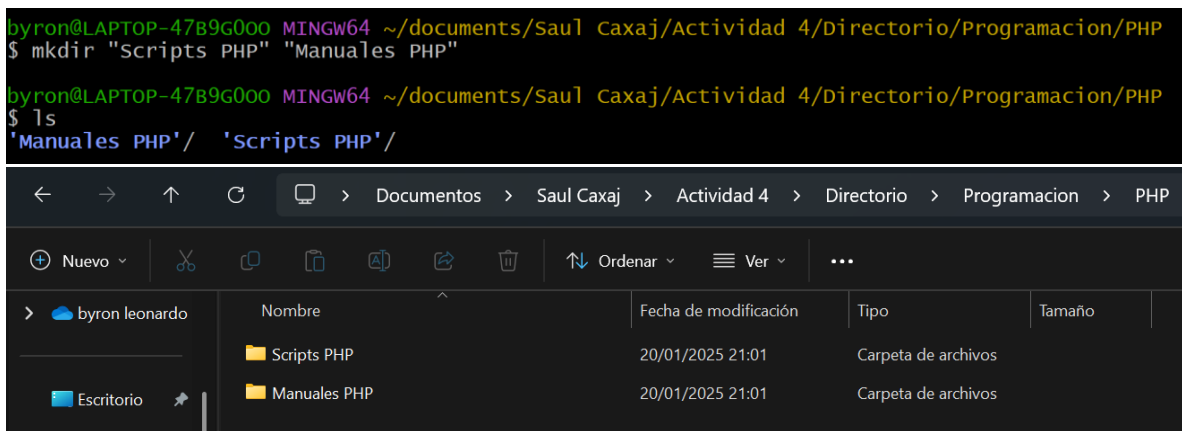 byron@LAPTOP-47B9G0OO MINGW64 ~/documents/Saul Caxaj/Actividad 4/Directorio/Programacion/PHP
$ mkdir "Scripts PHP" "Manuales PHP"
byron@LAPTOP-47B9G0OO MINGW64 ~/documents/Saul Caxaj/Actividad 4/Directorio/Programacion/PHP
$ ls
'Manuales PHP'/  'Scripts PHP'/
Documentos > Saul Caxaj > Actividad 4 > Directorio > Programacion > PHP
Nuevo Ordenar Ver ...
byron leonardo Nombre Fecha de modificación Tipo Tamaño
Scripts PHP 20/01/2025 21:01 Carpeta de archivos
Escritorio Manuales PHP 20/01/2025 21:01 Carpeta de archivos